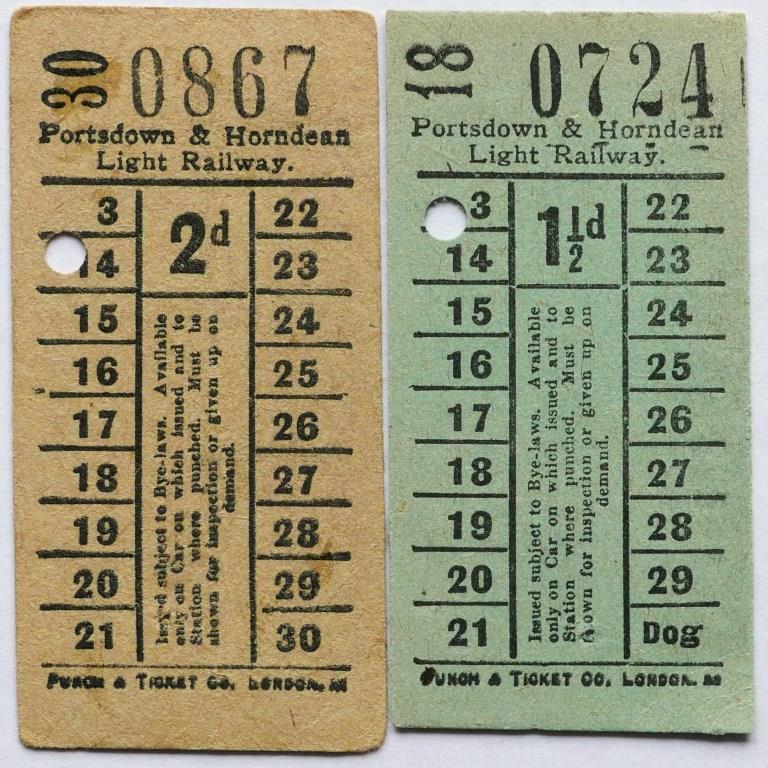 30 0867
Portsdown & Horndean
Light Railway.
3
14
15
16
17
18
19
20
21
2d
Issued subject to Bye-laws. Available
only on Car on which issued and to
Station where punched. Must be
shown for inspection or given up on
demand.
22
23
24
25
26
27
28
29
30
Punch & Ticket Co, London.
18 0724
Portsdown & Horndean
Light Railway.
3
14
15
16
17
18
19
20
21
1½d
Issued subject to Bye-laws. Available
only on Car on which issued and to
Station where punched. Must be
shown for inspection or given up on
demand.
22
23
24
25
26
27
28
29
Dog
Punch & Ticket Co, London.